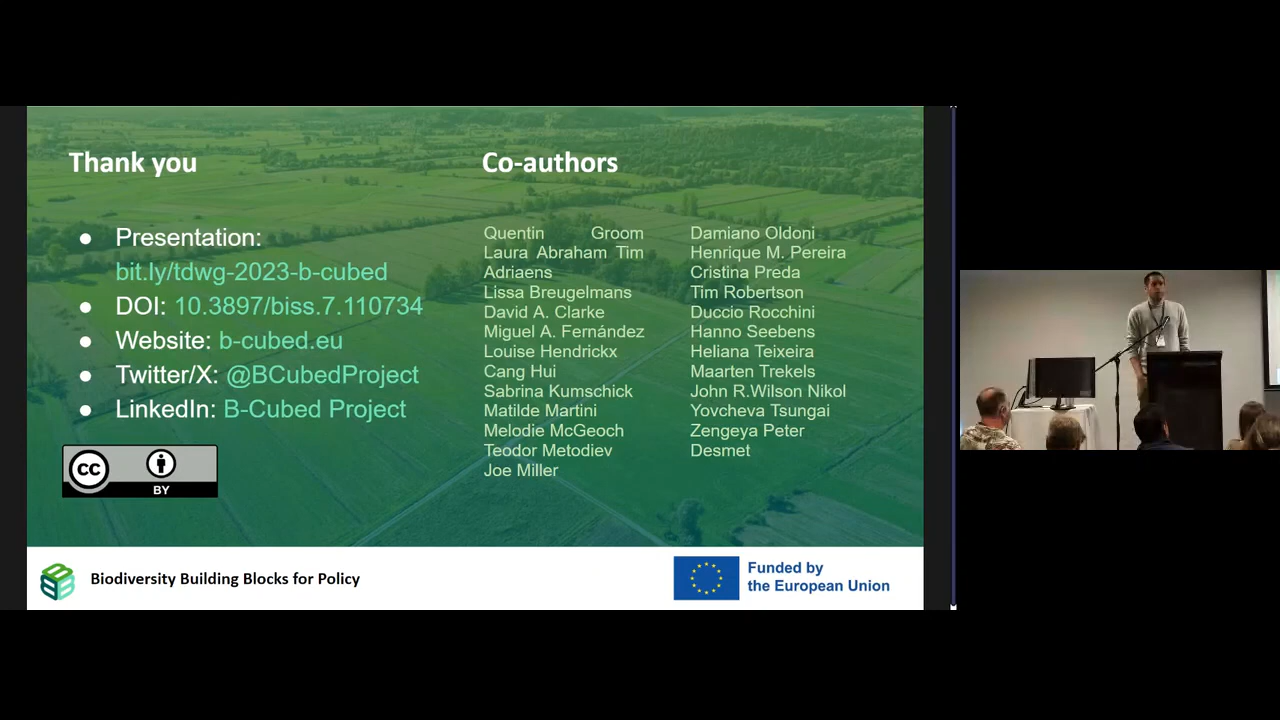 Thank you
Presentation:
bit.ly/tdwg-2023-b-cubed
DOI: 10.3897/biss.7.110734
Website: b-cubed.eu
Twitter/X: @BCubedProject
LinkedIn: B-Cubed Project
CC
BY
Co-authors
Quentin Groom
Laura Abraham Tim
Adriaens
Lissa Breugelmans
David A. Clarke
Miguel A. Fernández
Louise Hendrickx
Cang Hui
Sabrina Kumschick
Matilde Martini
Melodie McGeoch
Teodor Metodiev
Joe Miller
Damiano Oldoni
Henrique M. Pereira
Cristina Preda
Tim Robertson
Duccio Rocchini
Hanno Seebens
Heliana Teixeira
Maarten Trekels
John R.Wilson Nikol
Yovcheva Tsungai
Zengeya Peter
Desmet
Biodiversity Building Blocks for Policy
Funded by
the European Union